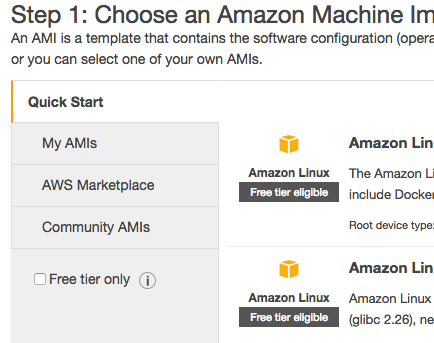 Step 1: Choose an Amazon Machine Im
An AMI is a template that contains the software configuration (opera
or you can select one of your own AMIs.
Quick Start
My AMIs
AWS Marketplace
Community AMIs
Free tier only i
Amazon Linux
Free tier eligible
Amazon Lin
The Amazon Li
include Docker
Root device type:
Amazon Linux
Free tier eligible
Amazon Lin
Amazon Linux
(glibc 2.26), ne